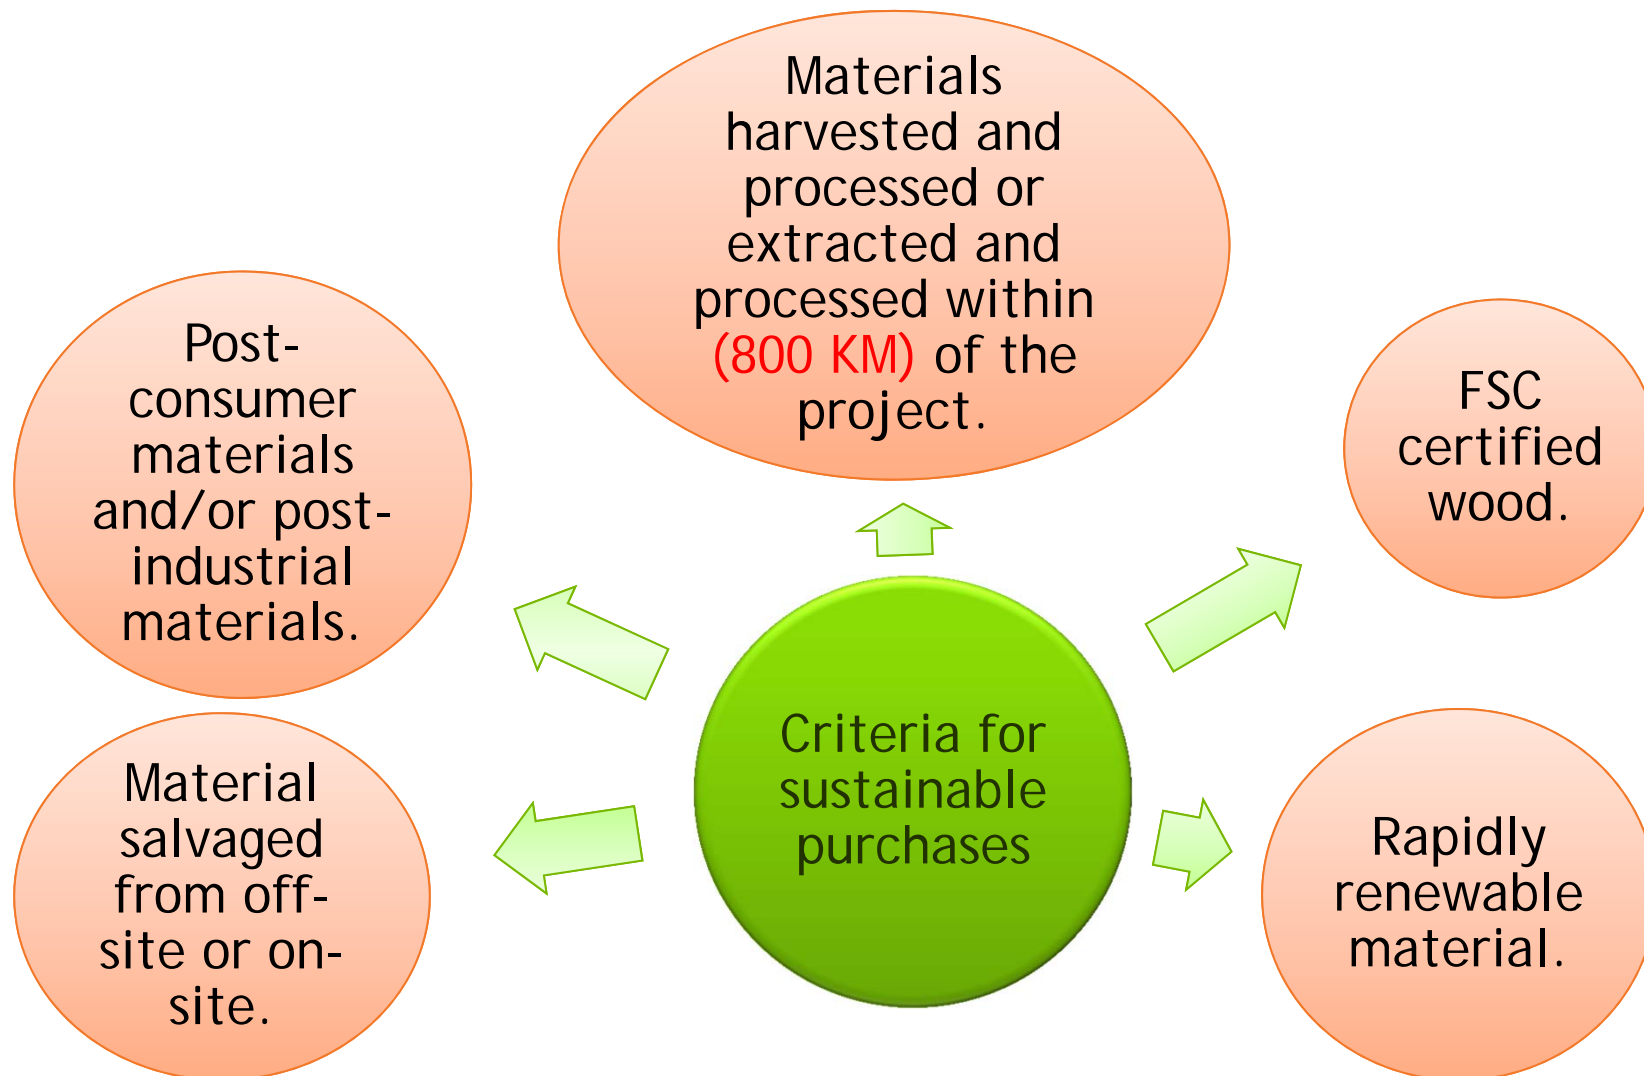 Materials
harvested and
processed or
extracted and
processed within
(800 KM) of the
project.
Post-
consumer
materials
and/or post-
industrial
materials.
FSC
certified
wood.
Material
salvaged
from off-
site or on-
site.
Criteria for
sustainable
purchases
Rapidly
renewable
material.